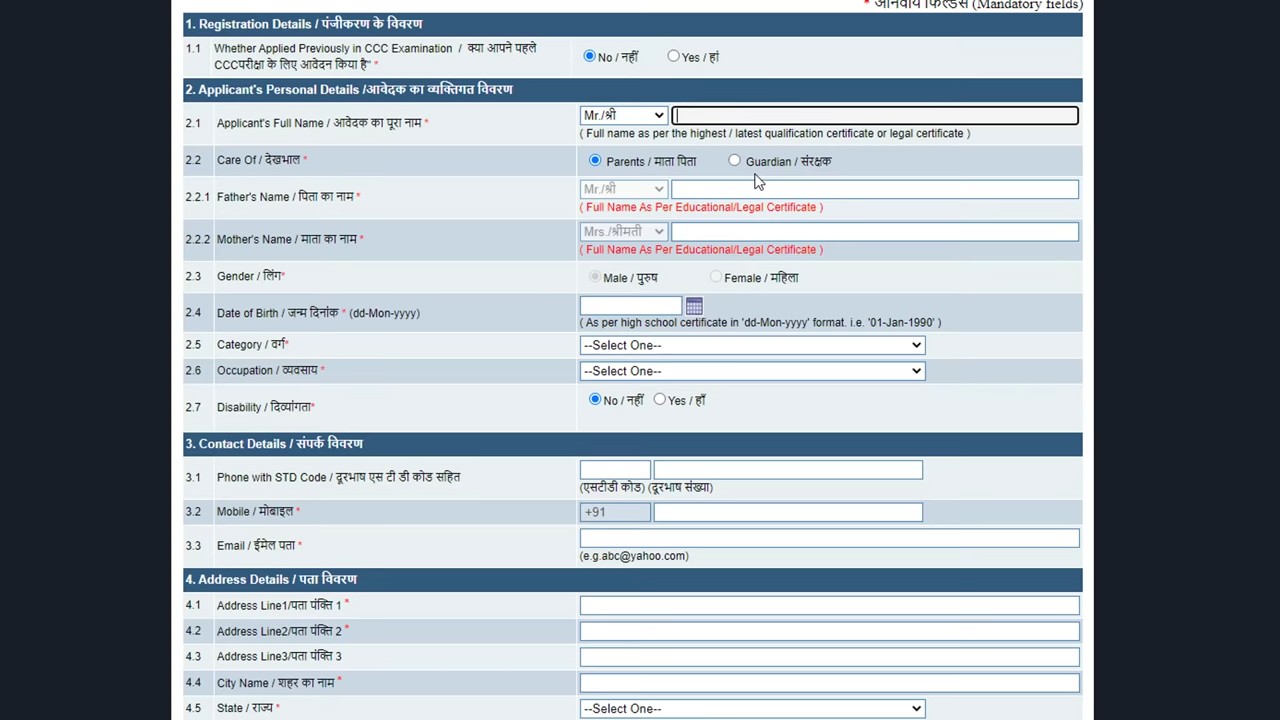 * अनिवार्य फिल्डस (Mandatory fields)
1. Registration Details / पंजीकरण के विवरण
1.1 Whether Applied Previously in CCC Examination / क्या आपने पहले
CCCपरीक्षा के लिए आवेदन किया है" *
No / नहीं Yes / हां
2. Applicant's Personal Details /आवेदक का व्यक्तिगत विवरण
2.1 Applicant's Full Name / आवेदक का पूरा नाम * Mr./श्री
( Full name as per the highest / latest qualification certificate or legal certificate )
2.2 Care Of / देखभाल * Parents / माता पिता Guardian / संरक्षक
2.2.1 Father's Name / पिता का नाम * Mr./श्री
( Full Name As Per Educational/Legal Certificate )
2.2.2 Mother's Name / माता का नाम * Mrs./श्रीमती
( Full Name As Per Educational/Legal Certificate )
2.3 Gender / लिंग* Male / पुरुष Female / महिला
2.4 Date of Birth / जन्म दिनांक * (dd-Mon-yyyy)
( As per high school certificate in 'dd-Mon-yyyy' format. i.e. '01-Jan-1990' )
2.5 Category / वर्ग* --Select One--
2.6 Occupation / व्यवसाय * --Select One--
2.7 Disability / दिव्यांगता* No / नहीं Yes / हाँ
3. Contact Details / संपर्क विवरण
3.1 Phone with STD Code / दूरभाष एस टी डी कोड सहित
(एसटीडी कोड) (दूरभाष संख्या)
3.2 Mobile / मोबाइल * +91
3.3 Email / ईमेल पता *
(e.g.abc@yahoo.com)
4. Address Details / पता विवरण
4.1 Address Line1/पता पंक्ति 1 *
4.2 Address Line2/पता पंक्ति 2 *
4.3 Address Line3/पता पंक्ति 3
4.4 City Name / शहर का नाम *
4.5 State / राज्य * --Select One--